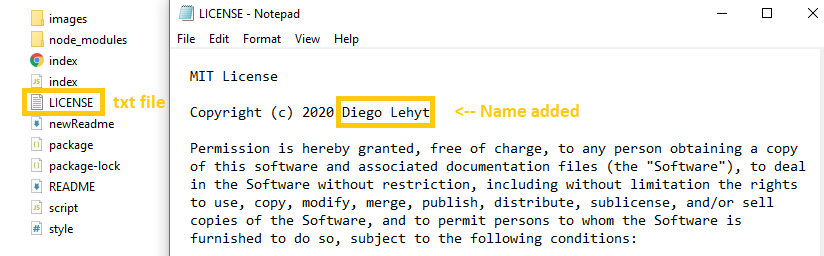 images
node_modules
index
index
LICENSE
txt file
newReadme
package
package-lock
README
script
style
LICENSE - Notepad
File Edit Format View Help
MIT License
Copyright (c) 2020 Diego Lehyt
<-- Name added
Permission is hereby granted, free of charge, to any person obtaining a copy
of this software and associated documentation files (the "Software"), to deal
in the Software without restriction, including without limitation the rights
to use, copy, modify, merge, publish, distribute, sublicense, and/or sell
copies of the Software, and to permit persons to whom the Software is
furnished to do so, subject to the following conditions: